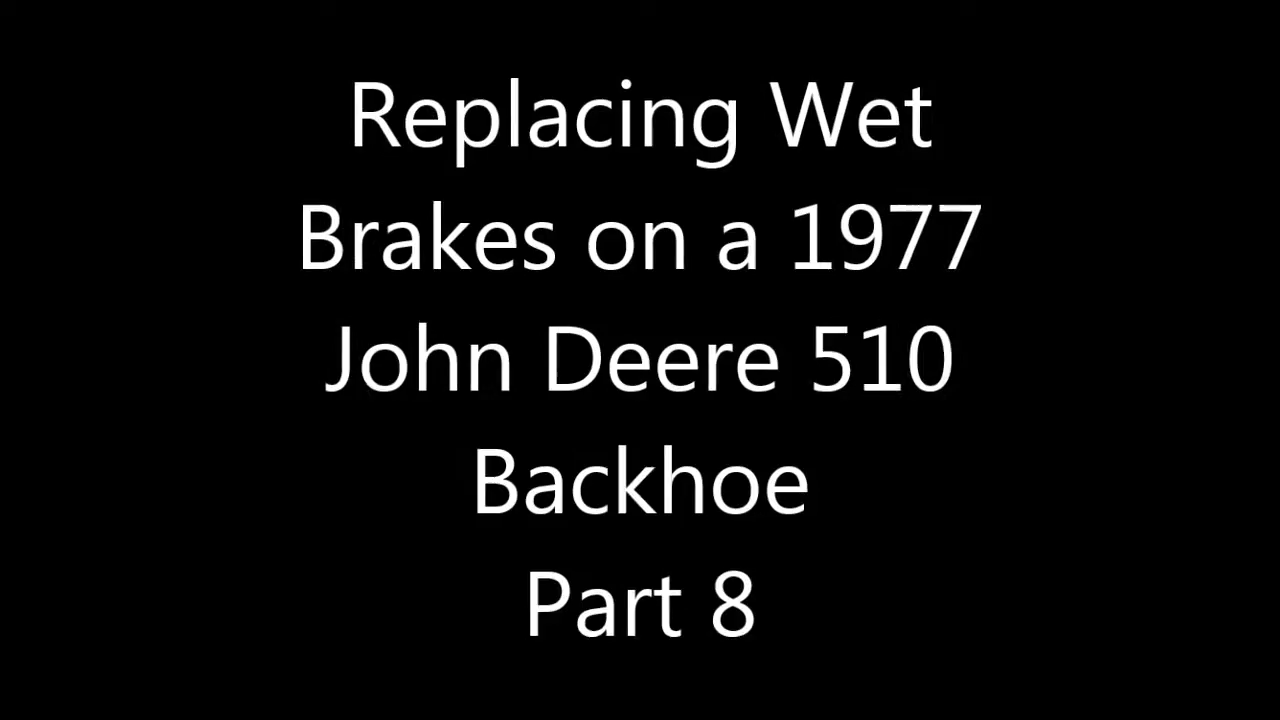 Replacing Wet
Brakes on a 1977
John Deere 510
Backhoe
Part 8